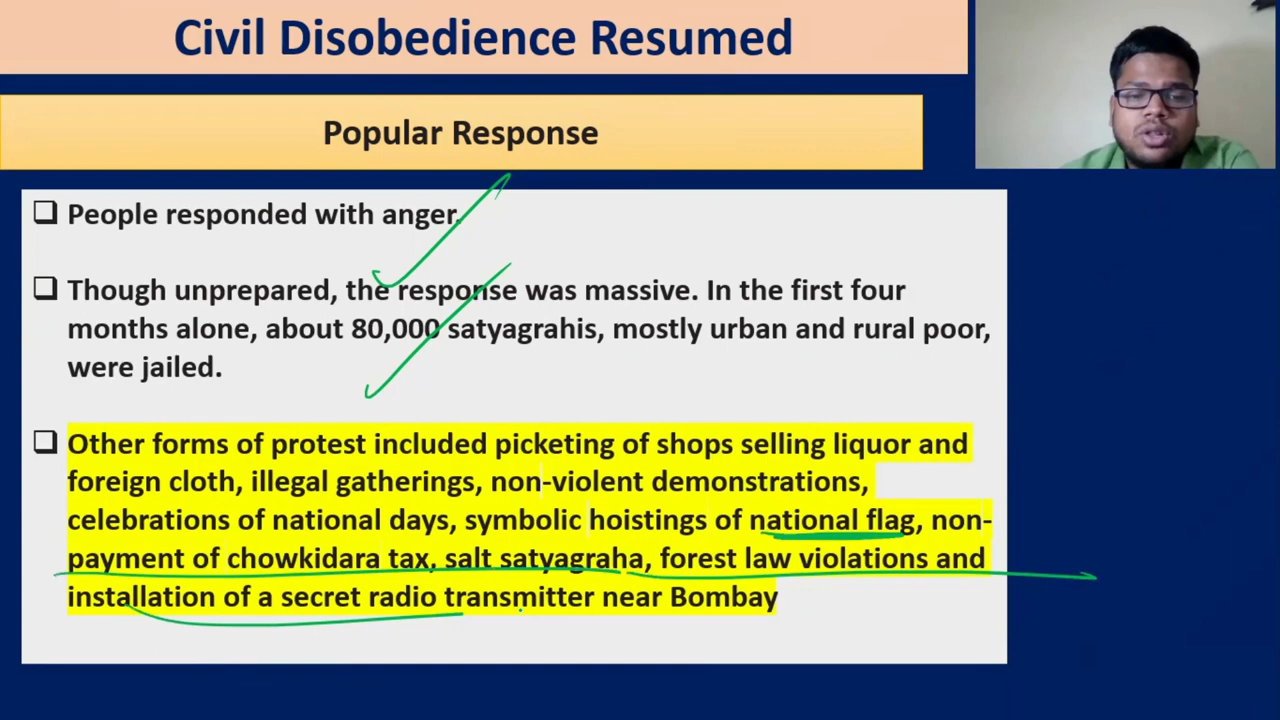 Civil Disobedience Resumed
Popular Response
❑ People responded with anger.
❑ Though unprepared, the response was massive. In the first four
months alone, about 80,000 satyagrahis, mostly urban and rural poor,
were jailed.
❑ Other forms of protest included picketing of shops selling liquor and
foreign cloth, illegal gatherings, non-violent demonstrations,
celebrations of national days, symbolic hoistings of national flag, non-
payment of chowkidara tax, salt satyagraha, forest law violations and
installation of a secret radio transmitter near Bombay